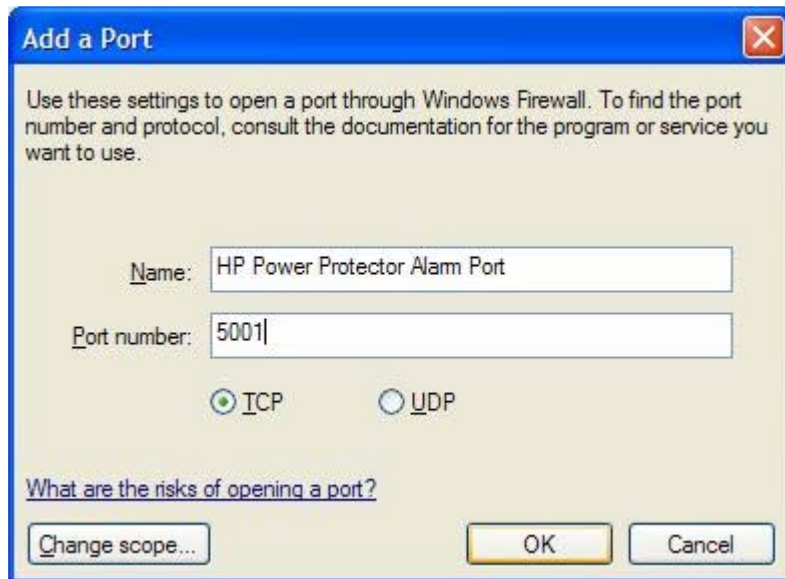 Add a Port
Use these settings to open a port through Windows Firewall. To find the port
number and protocol, consult the documentation for the program or service you
want to use.
Name: HP Power Protector Alarm Port
Port number: 5001
TCP UDP
What are the risks of opening a port?
Change scope... OK Cancel